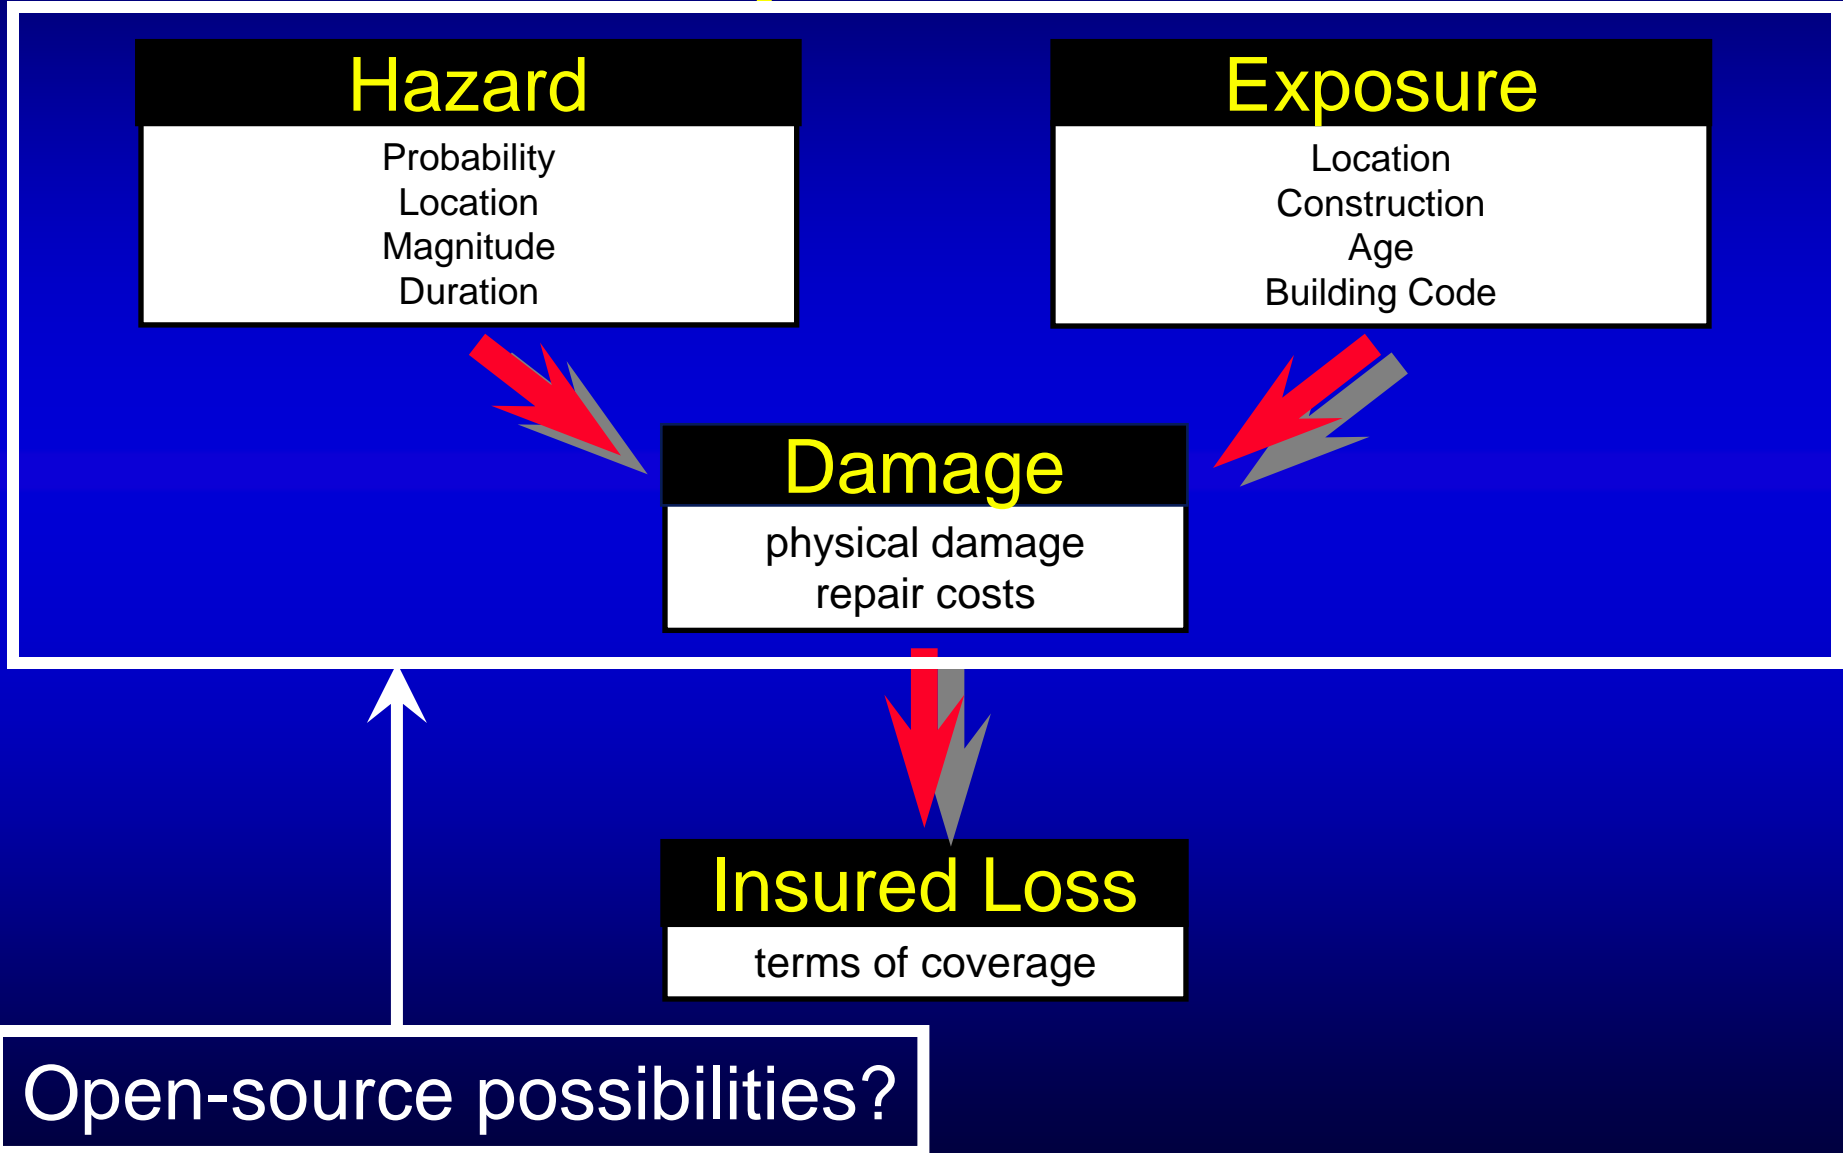 Hazard
Probability
Location
Magnitude
Duration
Exposure
Location
Construction
Age
Building Code
Damage
physical damage
repair costs
Insured Loss
terms of coverage
Open-source possibilities?